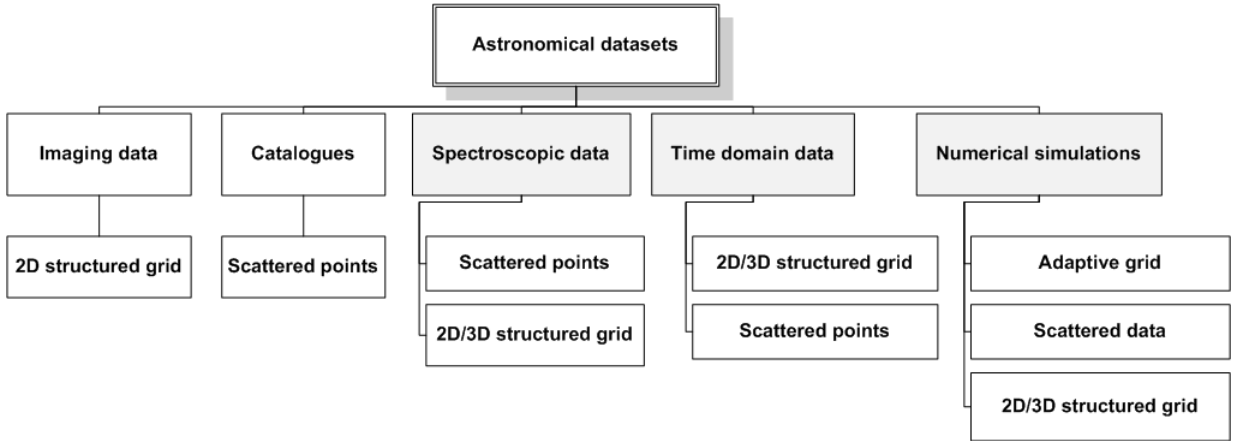 Astronomical datasets
Imaging data
Catalogues
Spectroscopic data
Time domain data
Numerical simulations
2D structured grid
Scattered points
Scattered points
2D/3D structured grid
2D/3D structured grid
Scattered points
Adaptive grid
Scattered data
2D/3D structured grid